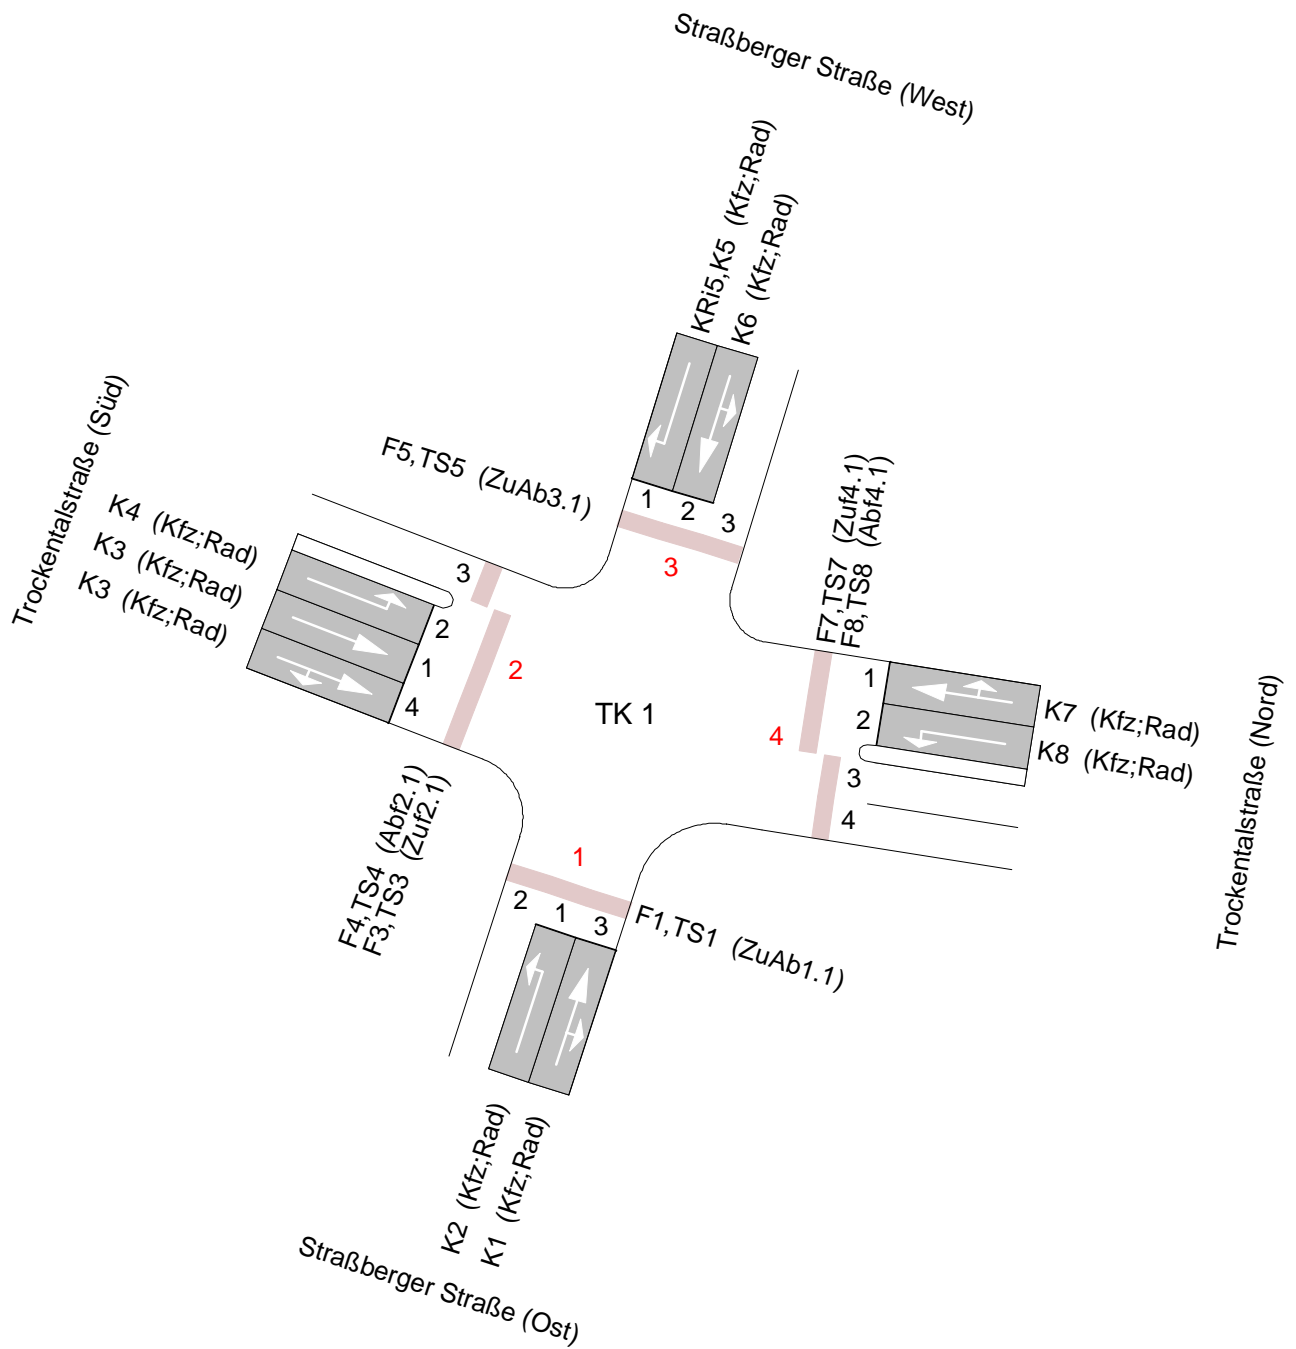 Straßberger Straße (West)
KRi5,K5 (Kfz;Rad)
K6 (Kfz;Rad)
Trockentalstraße (Süd)
F5,TS5 (ZuAb3.1)
K4 (Kfz;Rad)
K3 (Kfz;Rad)
K3 (Kfz;Rad)
1
2
3
3
F7,TS7 (Zuf4.1)
F8,TS8 (Abf4.1)
3
2
1
4
2
TK 1
4
1
2
3
4
K7 (Kfz;Rad)
K8 (Kfz;Rad)
Trockentalstraße (Nord)
F4,TS4 (Abf2.1)
F3,TS3 (Zuf2.1)
1
2
1
3
F1,TS1 (ZuAb1.1)
K2 (Kfz;Rad)
K1 (Kfz;Rad)
Straßberger Straße (Ost)